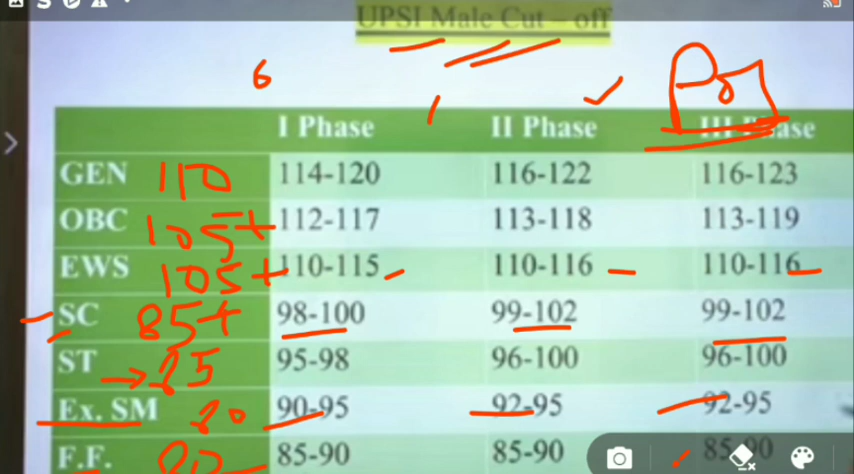 UPSI Male Cut - off
6
I Phase II Phase III Phase
GEN 110 114-120 116-122 116-123
OBC 105+ 112-117 113-118 113-119
EWS 105+ 110-115 110-116 110-116
SC 85+ 98-100 99-102 99-102
ST 95-98 96-100 96-100
Ex. SM 90-95 92-95 92-95
F.F. 85-90 85-90 85-90